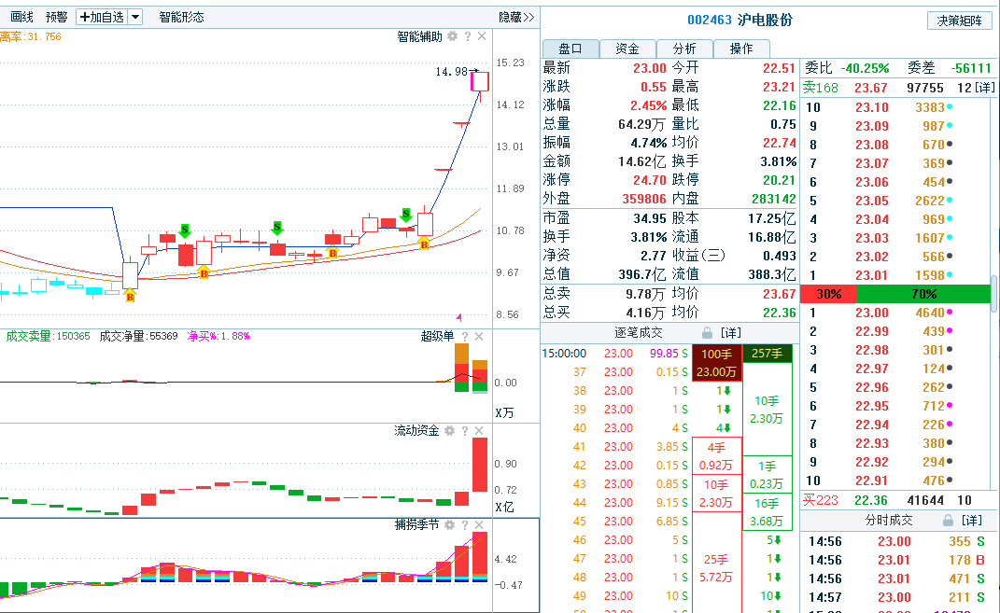 画线 预警 +加自选 智能形态 隐藏>>
离率:31.756
智能辅助 ? ×
14.98
15.23
14.12
13.01
11.89
10.78
9.67
8.56
S S S
B B B B
成交卖量:150365 成交净量:55369 净买%:1.88% 超级单 ? ×
0.00
X万
流动资金 ? ×
0.90
0.72
X亿
捕捞季节 ? ×
4.42
-0.47
002463 沪电股份 决策矩阵
盘口 资金 分析 操作
最新 23.00 今开 22.51
涨跌 0.55 最高 23.21
涨幅 2.45% 最低 22.16
总量 64.29万 量比 0.75
振幅 4.74% 均价 22.74
金额 14.62亿 换手 3.81%
涨停 24.70 跌停 20.21
外盘 359806 内盘 283142
市盈 34.95 股本 17.25亿
换手 3.81% 流通 16.88亿
净资 2.77 收益(三) 0.493
总值 396.7亿 流值 388.3亿
总卖 9.78万 均价 23.67
总买 4.16万 均价 22.36
逐笔成交 [详]
15:00:00 23.00 99.85 S 100手 257手
37 23.00 0.15 S 23.00万
38 23.00 1 S 1
39 23.00 1 S 1 10手
40 23.00 4 S 4 2.30万
41 23.00 3.85 S 4手
42 23.00 0.15 S 0.92万 1手
43 23.00 0.85 S 10手 0.23万
44 23.00 9.15 S 2.30万 16手
45 23.00 6.85 S 3.68万
46 23.00 5 S 5
47 23.00 1 S 25手 1
48 23.00 1 S 5.72万 1
49 23.00 10 S 10
委比 -40.25% 委差 -56111
卖168 23.67 97755 12 [详]
10 23.10 3383
9 23.09 987
8 23.08 670
7 23.07 369
6 23.06 454
5 23.05 2622
4 23.04 969
3 23.03 1607
2 23.02 566
1 23.01 1598
30% 70%
1 23.00 4640
2 22.99 439
3 22.98 301
4 22.97 124
5 22.96 262
6 22.95 712
7 22.94 226
8 22.93 380
9 22.92 294
10 22.91 476
买223 22.36 41644 10
分时成交 [详]
14:56 23.00 355 S
14:56 23.01 178 B
14:56 23.01 471 S
14:57 23.00 211 S